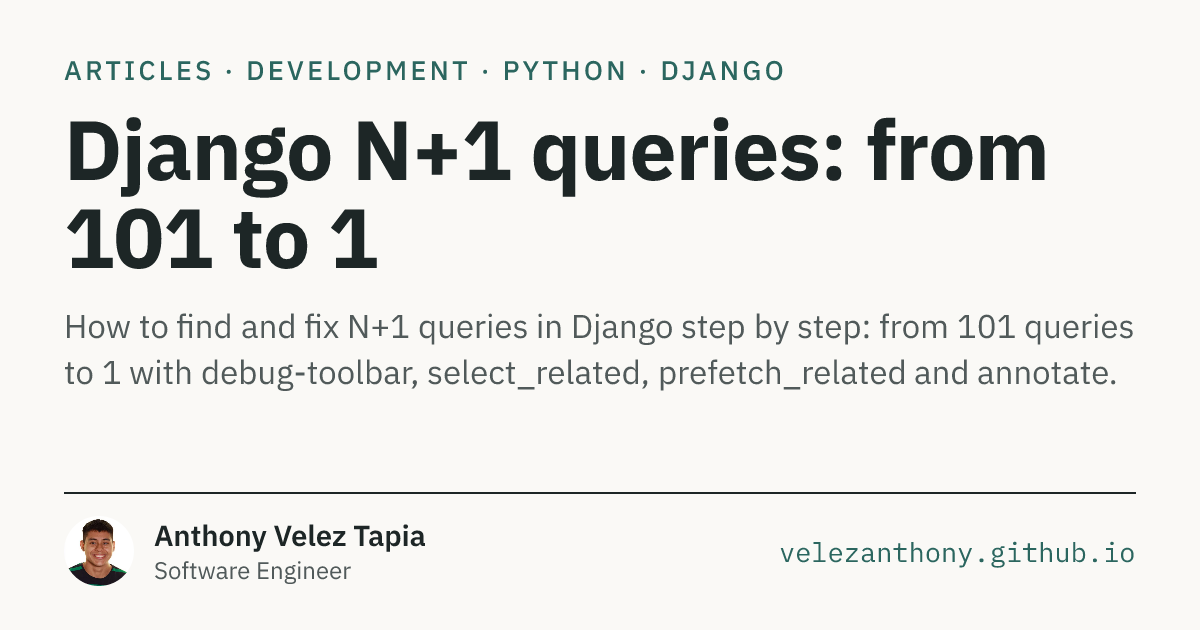 ARTICLES · DEVELOPMENT · PYTHON · DJANGO
Django N+1 queries: from
101 to 1
How to find and fix N+1 queries in Django step by step: from 101 queries
to 1 with debug-toolbar, select_related, prefetch_related and annotate.
Anthony Velez Tapia
Software Engineer
velezanthony.github.io